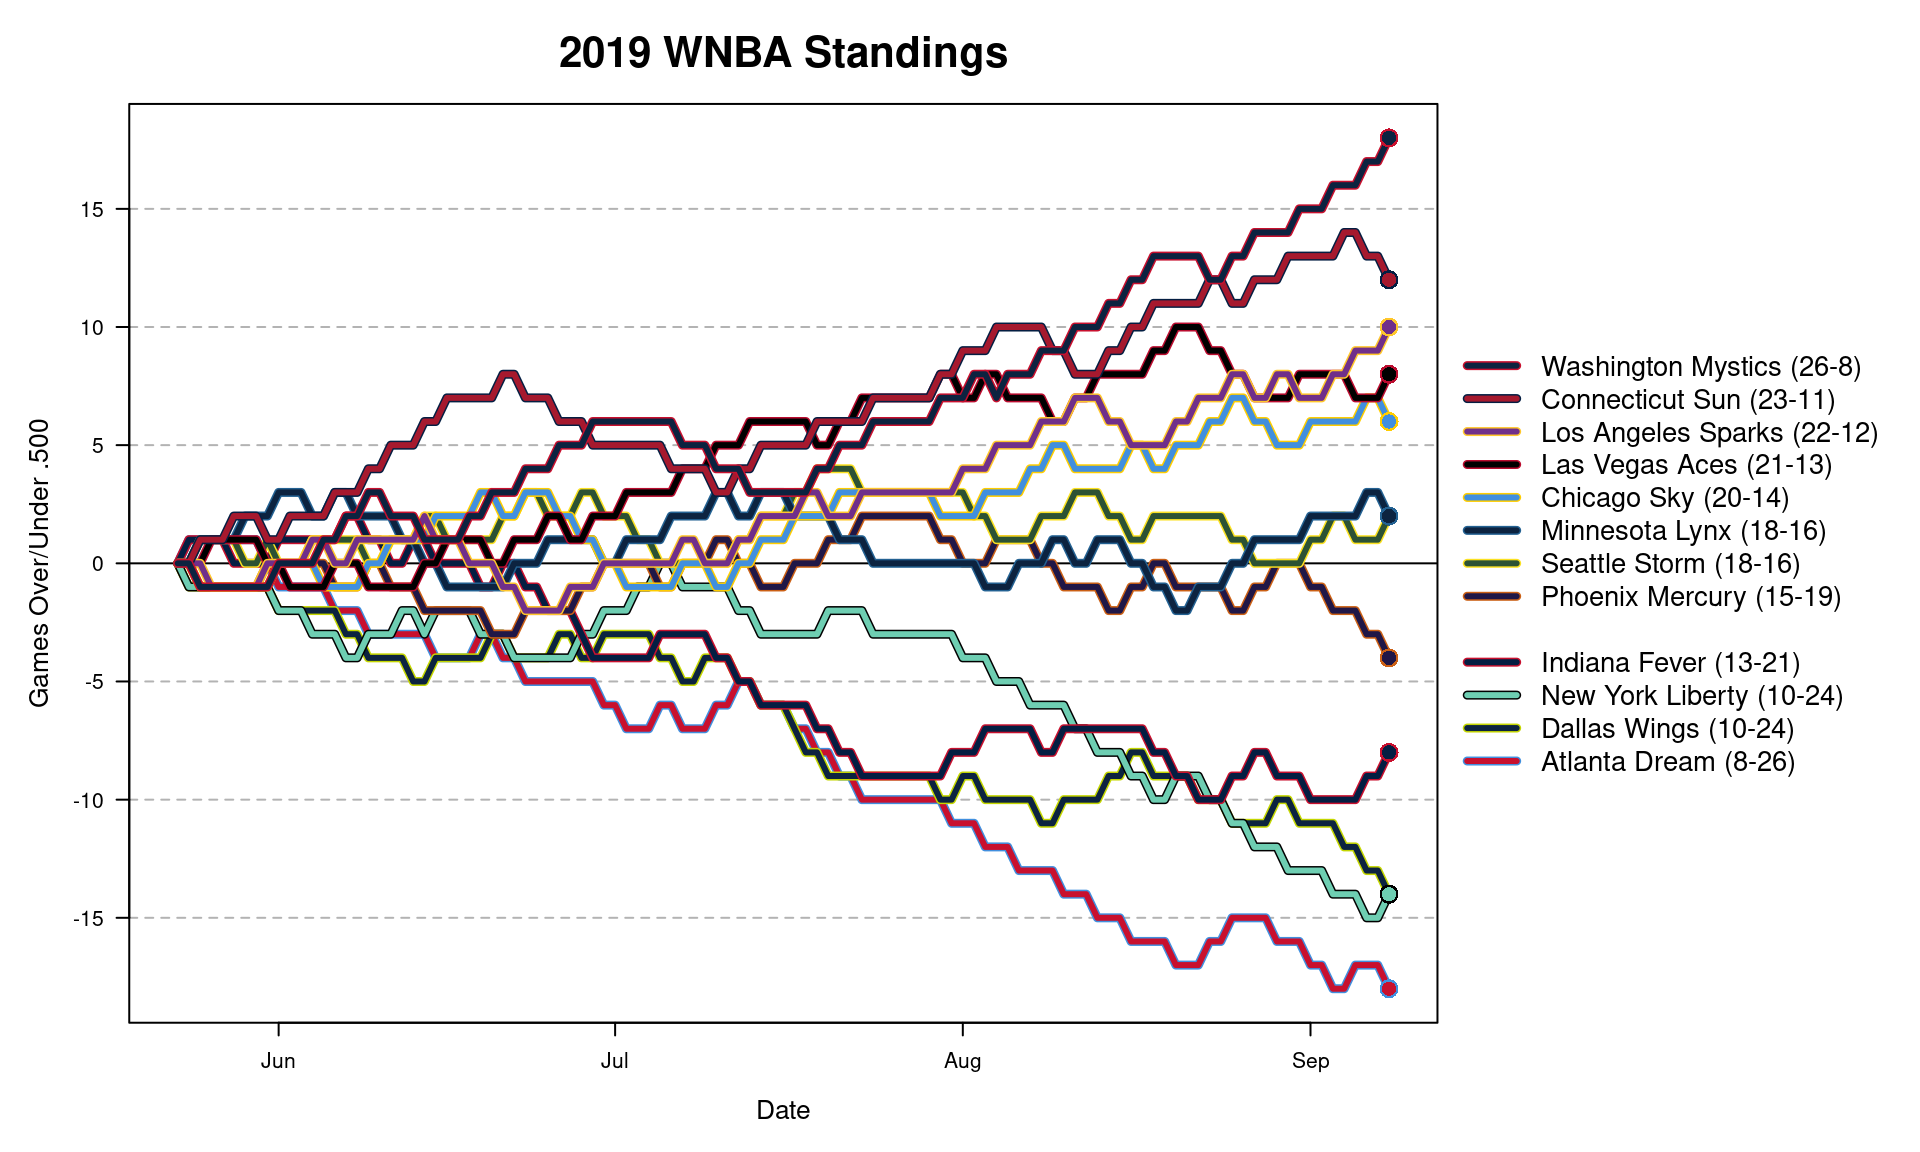 2019 WNBA Standings
Games Over/Under .500
15
10
5
0
-5
-10
-15
Jun
Jul
Aug
Sep
Date
Washington Mystics (26-8)
Connecticut Sun (23-11)
Los Angeles Sparks (22-12)
Las Vegas Aces (21-13)
Chicago Sky (20-14)
Minnesota Lynx (18-16)
Seattle Storm (18-16)
Phoenix Mercury (15-19)
Indiana Fever (13-21)
New York Liberty (10-24)
Dallas Wings (10-24)
Atlanta Dream (8-26)